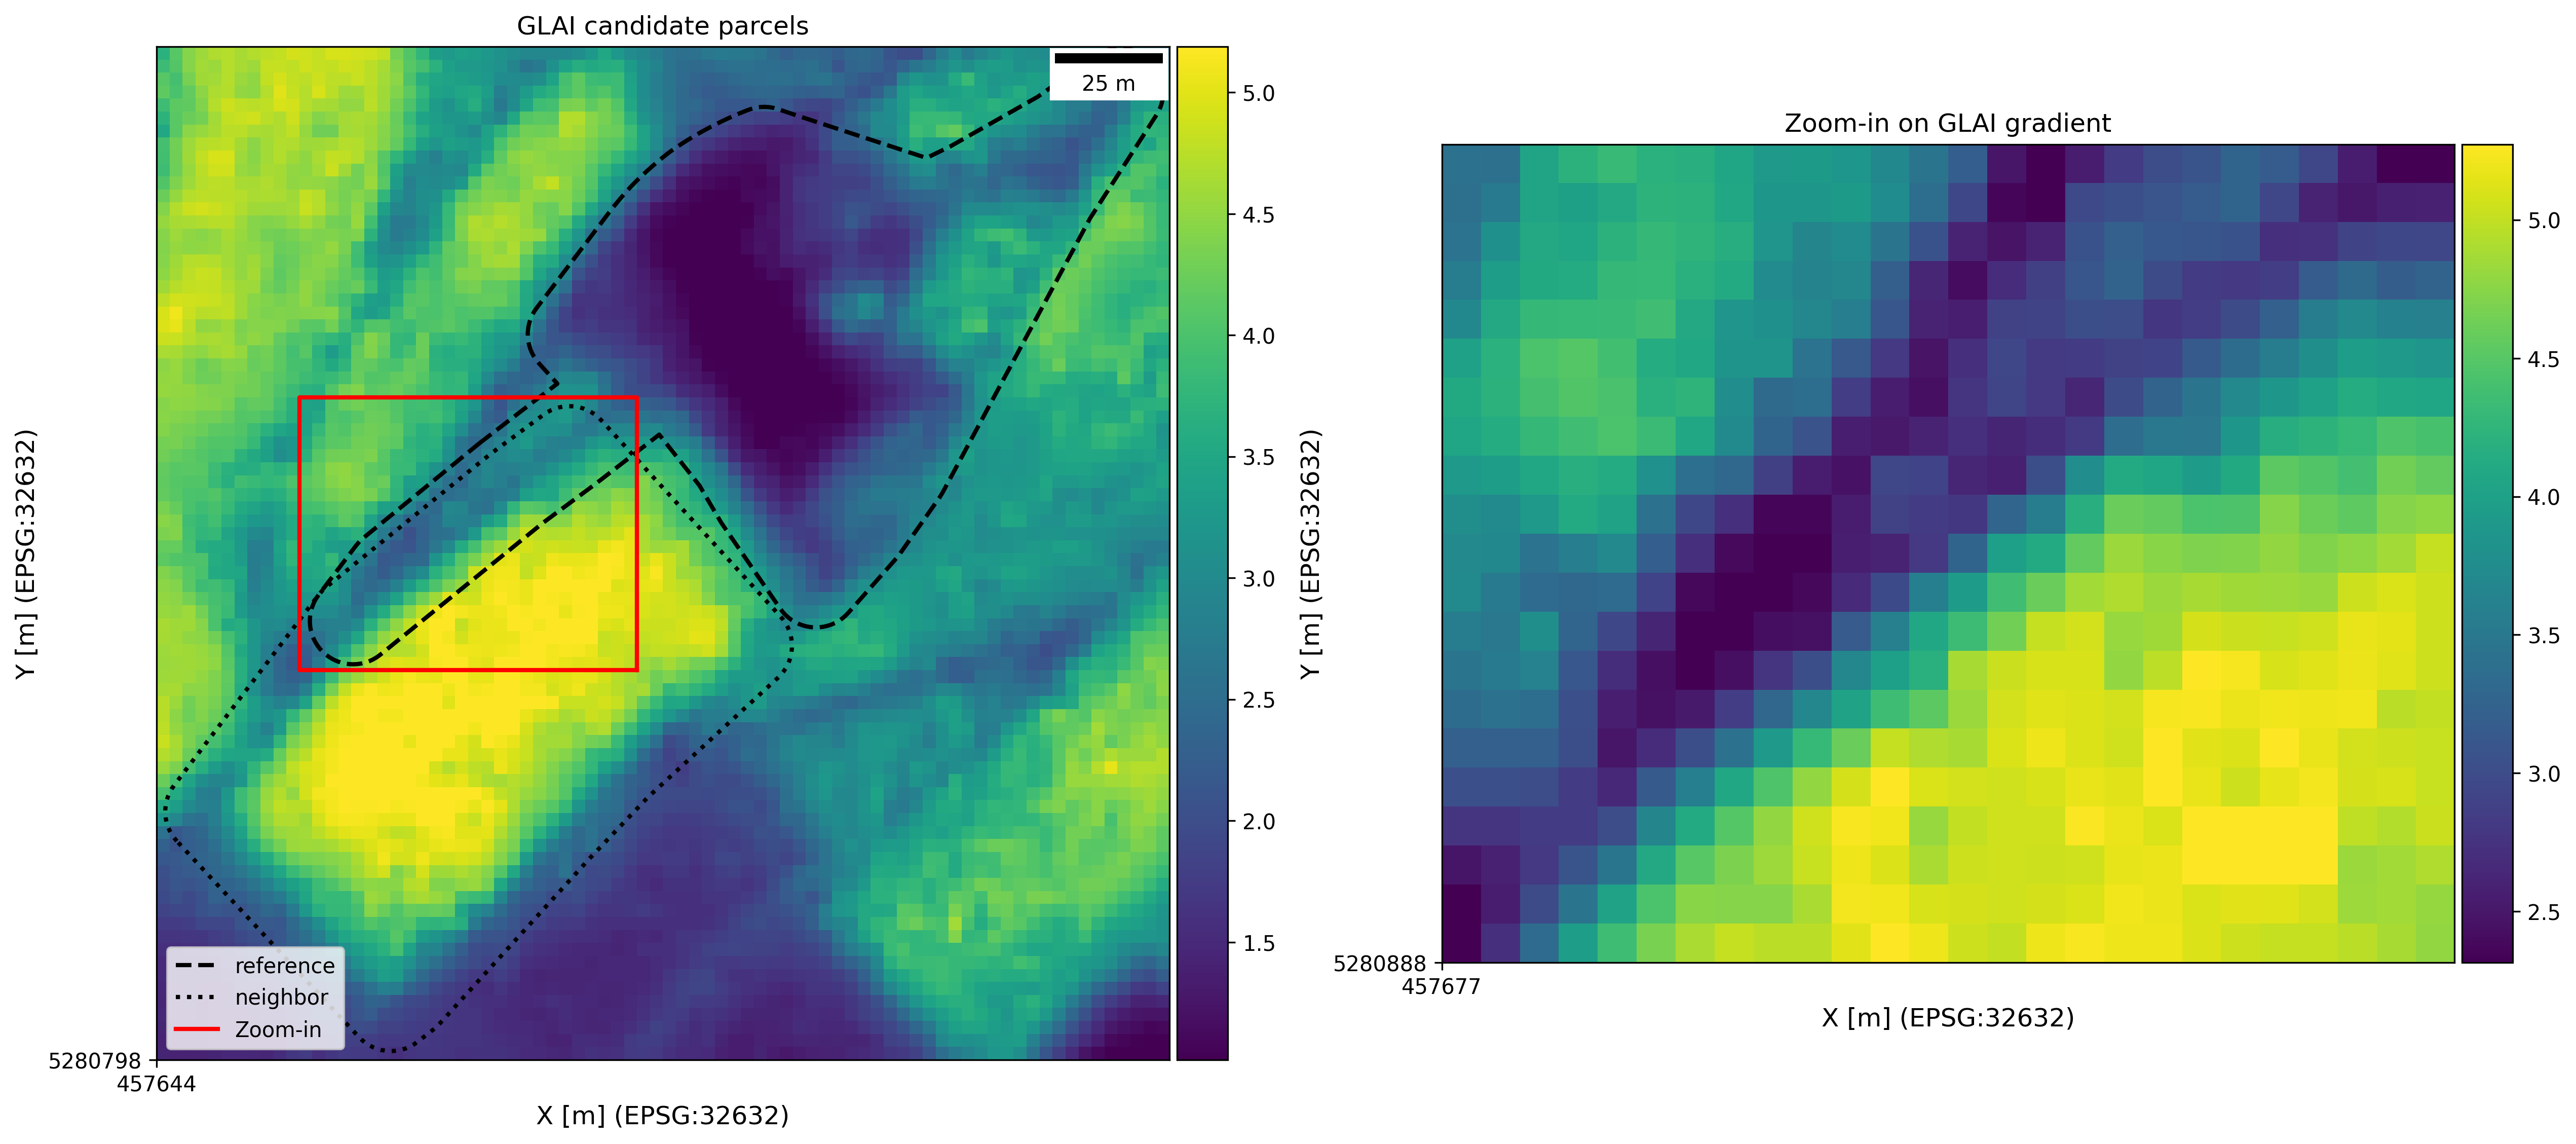 GLAI candidate parcels
25 m
5.0
4.5
4.0
3.5
3.0
2.5
2.0
1.5
Y [m] (EPSG:32632)
reference
neighbor
Zoom-in
5280798
457644
X [m] (EPSG:32632)
Zoom-in on GLAI gradient
5.0
4.5
4.0
3.5
3.0
2.5
Y [m] (EPSG:32632)
5280888
457677
X [m] (EPSG:32632)